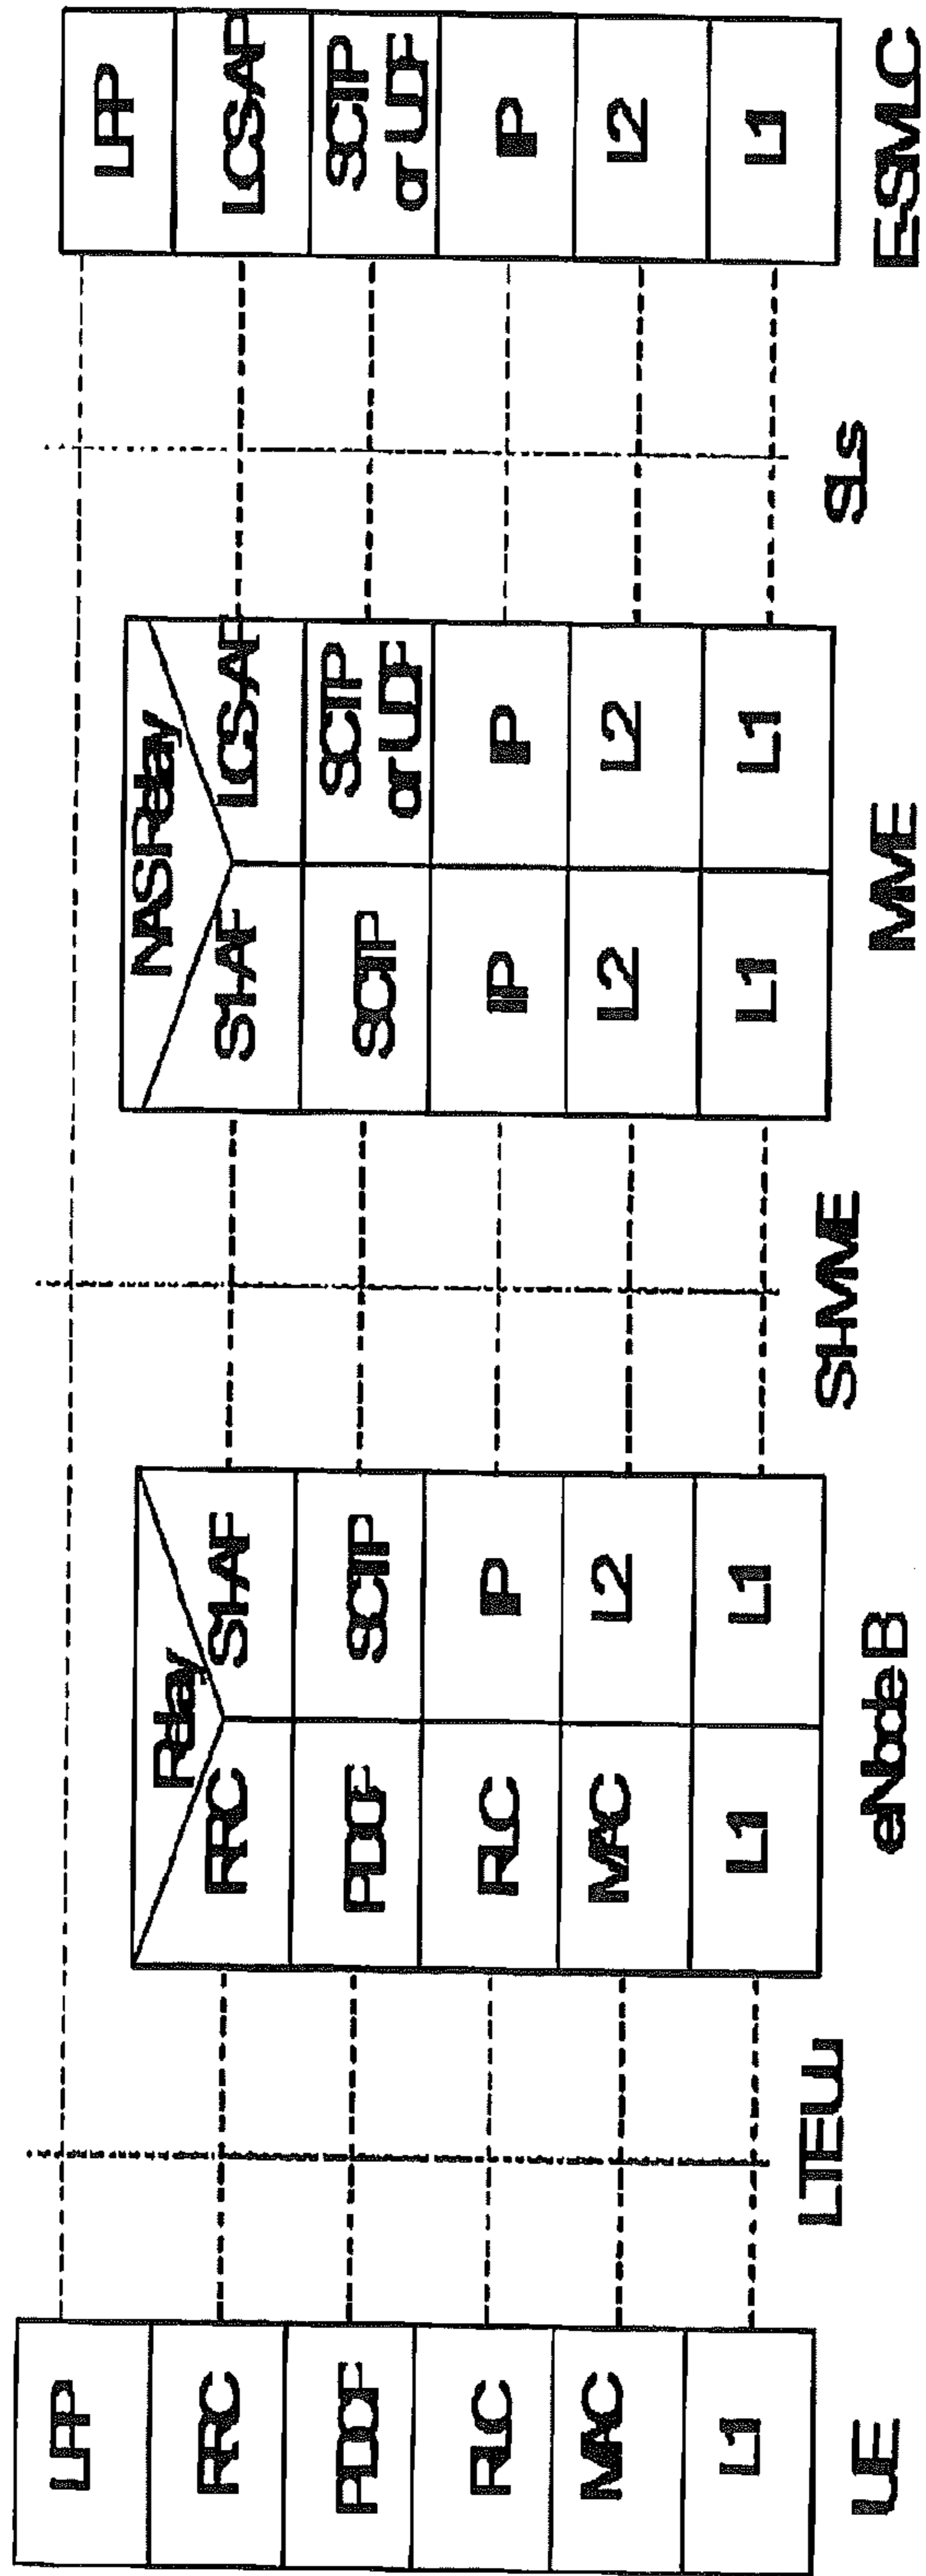 LPP
RRC
PDCP
RLC
MAC
L1
UE
LTE-Uu
Relay
RRC
S1-AP
PDCP
SCTP
RLC
IP
MAC
L2
L1
L1
eNode B
S1-MME
NAS Relay
S1-AP
LCS-AP
SCTP
SCTP
or UDP
IP
IP
L2
L2
L1
L1
MME
SLs
LPP
LCS-AP
SCTP
or UDP
IP
L2
L1
E-SMLC